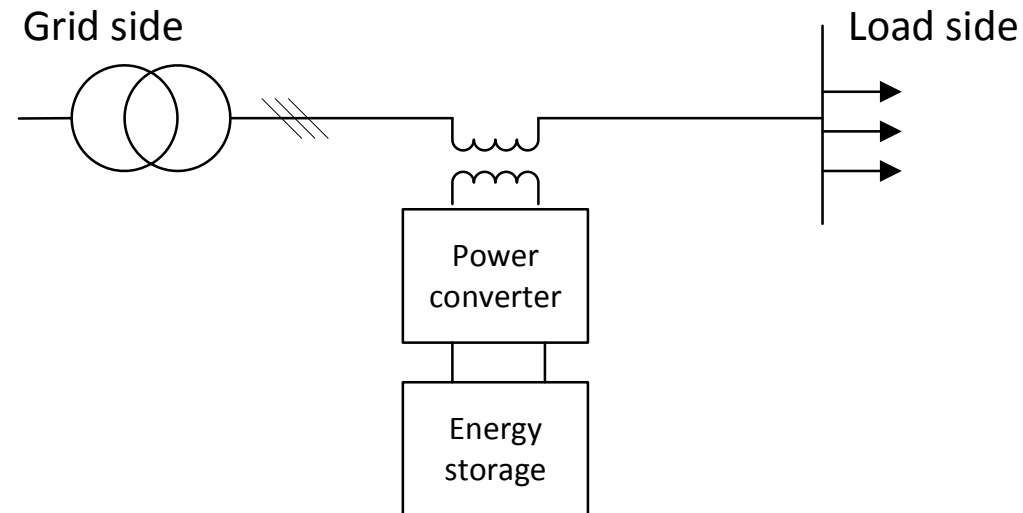 Grid side
Load side
Power
converter
Energy
storage